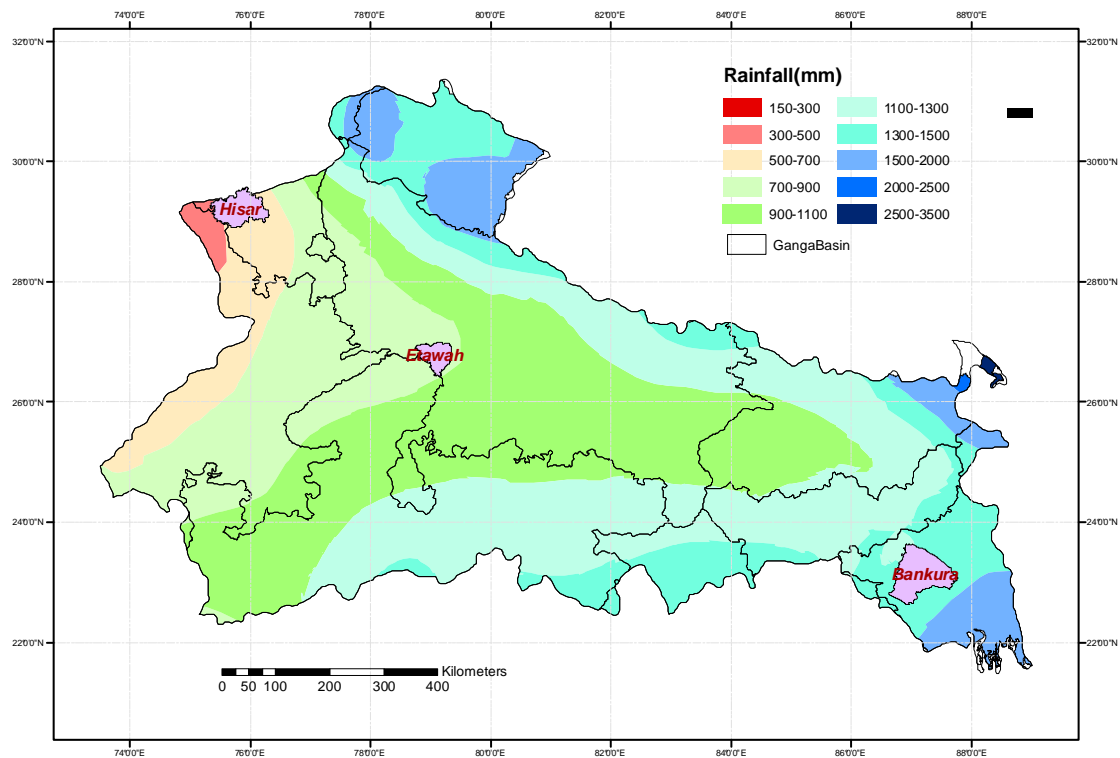 74°0'0"E 76°0'0"E 78°0'0"E 80°0'0"E 82°0'0"E 84°0'0"E 86°0'0"E 88°0'0"E
32°0'0"N 32°0'0"N
Rainfall(mm)
150-300 1100-1300
300-500 1300-1500
500-700 1500-2000
700-900 2000-2500
900-1100 2500-3500
GangaBasin
30°0'0"N 30°0'0"N
Hisar
28°0'0"N 28°0'0"N
Etawah
26°0'0"N 26°0'0"N
24°0'0"N 24°0'0"N
Bankura
22°0'0"N 22°0'0"N
Kilometers
0 50 100 200 300 400
74°0'0"E 76°0'0"E 78°0'0"E 80°0'0"E 82°0'0"E 84°0'0"E 86°0'0"E 88°0'0"E